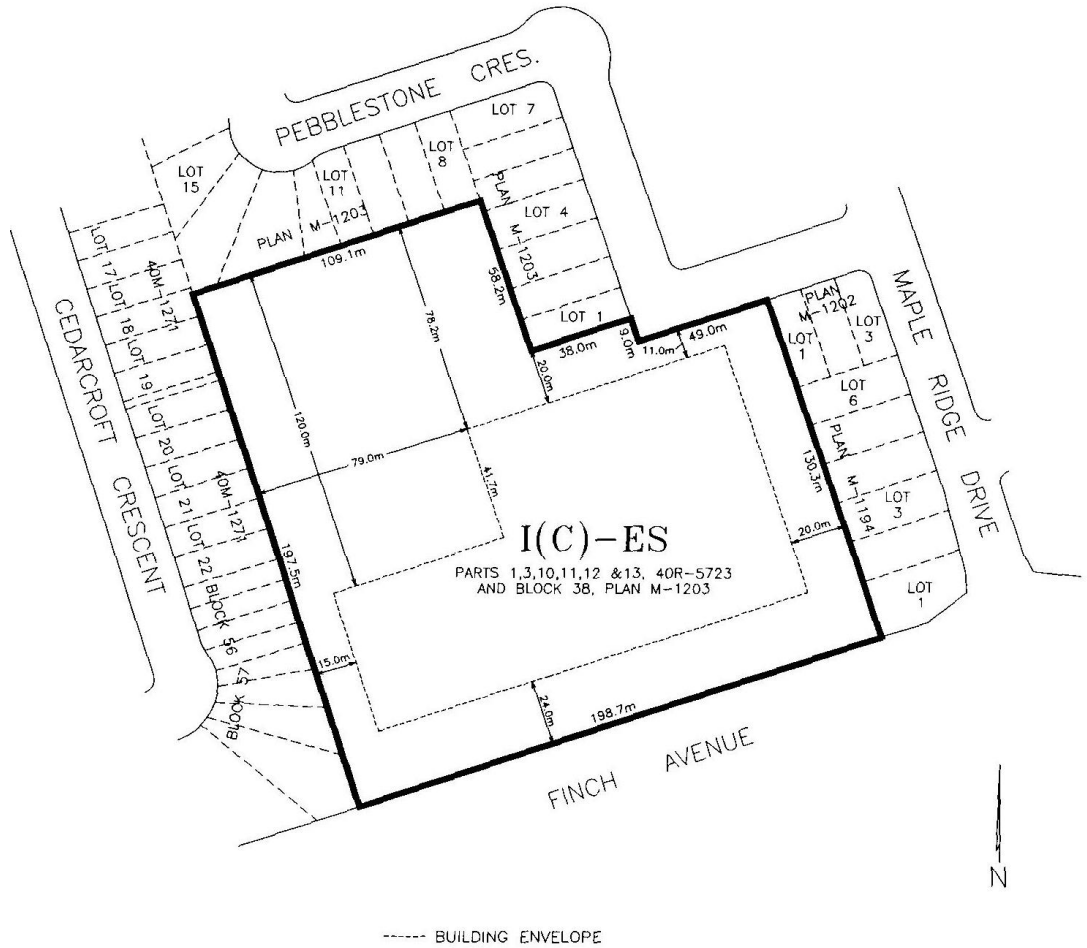 PEBBLESTONE CRES.
LOT 7
LOT
8
LOT
11
LOT
15
PLAN M-1203
LOT 4
PLAN M-1203
109.1m
58.2m
78.2m
LOT 17
LOT 18
LOT 19
LOT 20
LOT 21
LOT 22
BLOCK 56
BLOCK 57
40M-1271
40M-1271
CEDARCROFT CRESCENT
LOT 1
38.0m
9.0m
11.0m
49.0m
20.0m
PLAN
M-1202
LOT
1
LOT
3
LOT
6
PLAN M-1194
LOT
3
LOT
1
MAPLE RIDGE DRIVE
120.0m
79.0m
41.7m
130.3m
20.0m
197.5m
I(C)-ES
PARTS 1,3,10,11,12 &13, 40R-5723
AND BLOCK 38, PLAN M-1203
15.0m
24.0m
198.7m
FINCH AVENUE
N
BUILDING ENVELOPE